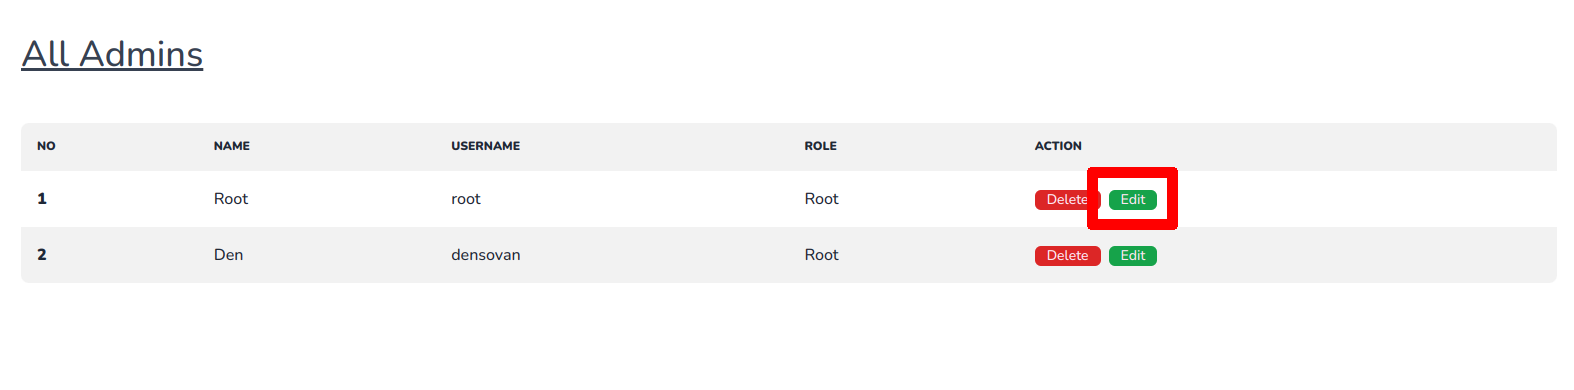 All Admins
NO NAME USERNAME ROLE ACTION
1 Root root Root Delete Edit
2 Den densovan Root Delete Edit